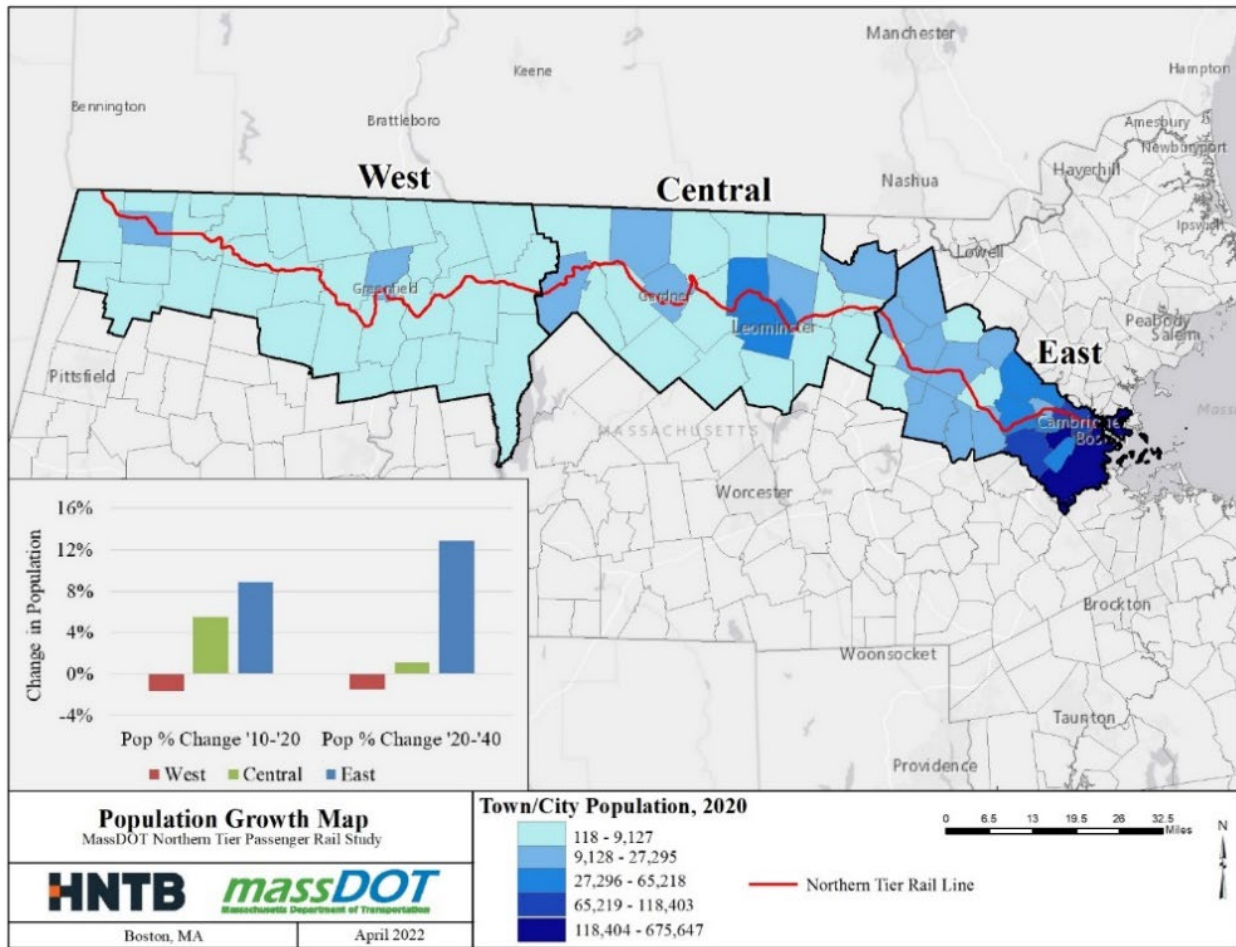 Manchester
Hampton
Keene
Bennington
Brattleboro
Amesbury
Newburyport
Haverhill
West
Central
Nashua
Ipswich
Lowell
Greenfield
Gardner
Leominster
Peabody
Salem
East
Pittsfield
Cambridge
MASSACHUSETTS
Worcester
Brockton
Woonsocket
Taunton
Providence
16%
12%
8%
4%
0%
-4%
Change in Population
Pop % Change '10-'20 Pop % Change '20-'40
West Central East
Population Growth Map
MassDOT Northern Tier Passenger Rail Study
HNTB massDOT
Massachusetts Department of Transportation
Boston, MA April 2022
Town/City Population, 2020
118 - 9,127
9,128 - 27,295
27,296 - 65,218
65,219 - 118,403
118,404 - 675,647
Northern Tier Rail Line
0 6.5 13 19.5 26 32.5
Miles
N